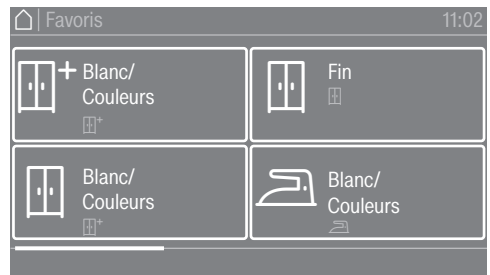 Favoris 11:02
Blanc/
Couleurs
Fin
Blanc/
Couleurs
Blanc/
Couleurs